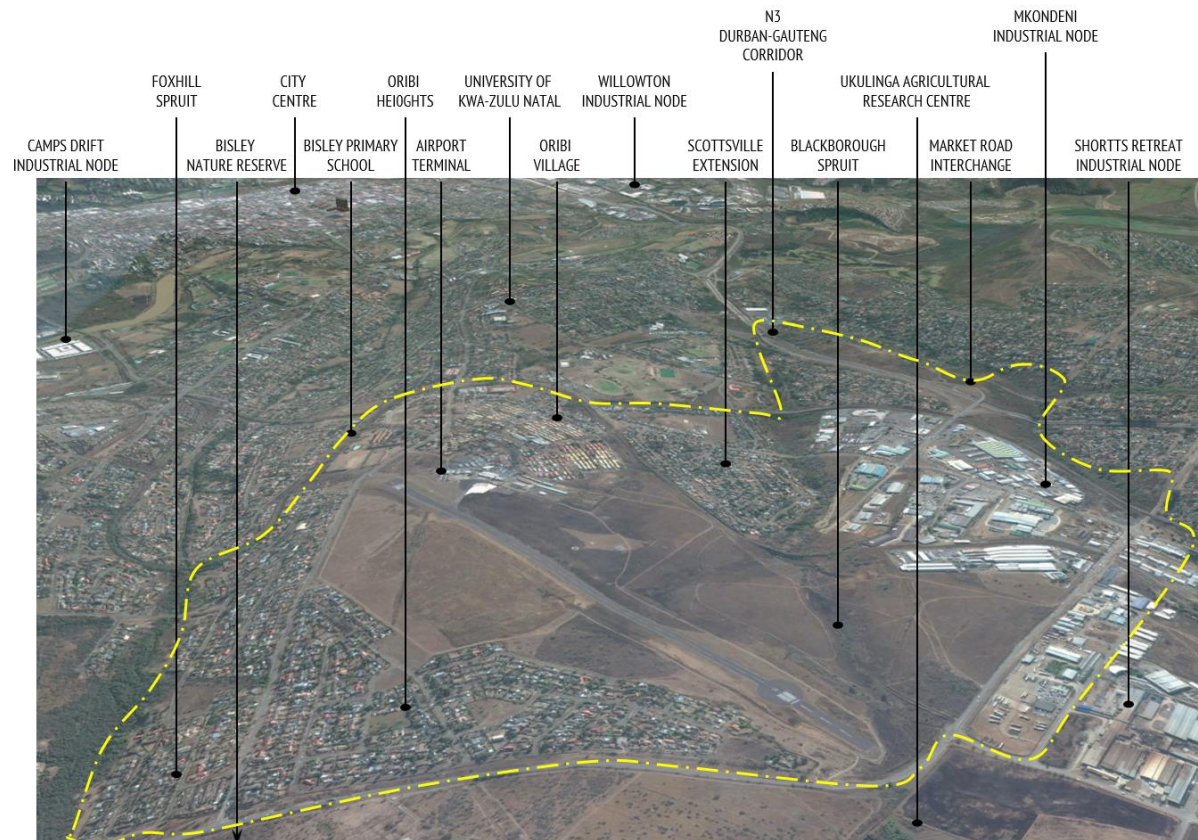 N3
DURBAN-GAUTENG
CORRIDOR
MKONDENI
INDUSTRIAL NODE
FOXHILL
SPRUIT
CITY
CENTRE
ORIBI
HEI0GHTS
UNIVERSITY OF
KWA-ZULU NATAL
WILLOWTON
INDUSTRIAL NODE
UKULINGA AGRICULTURAL
RESEARCH CENTRE
CAMPS DRIFT
INDUSTRIAL NODE
BISLEY
NATURE RESERVE
BISLEY PRIMARY
SCHOOL
AIRPORT
TERMINAL
ORIBI
VILLAGE
SCOTTSVILLE
EXTENSION
BLACKBOROUGH
SPRUIT
MARKET ROAD
INTERCHANGE
SHORTTS RETREAT
INDUSTRIAL NODE